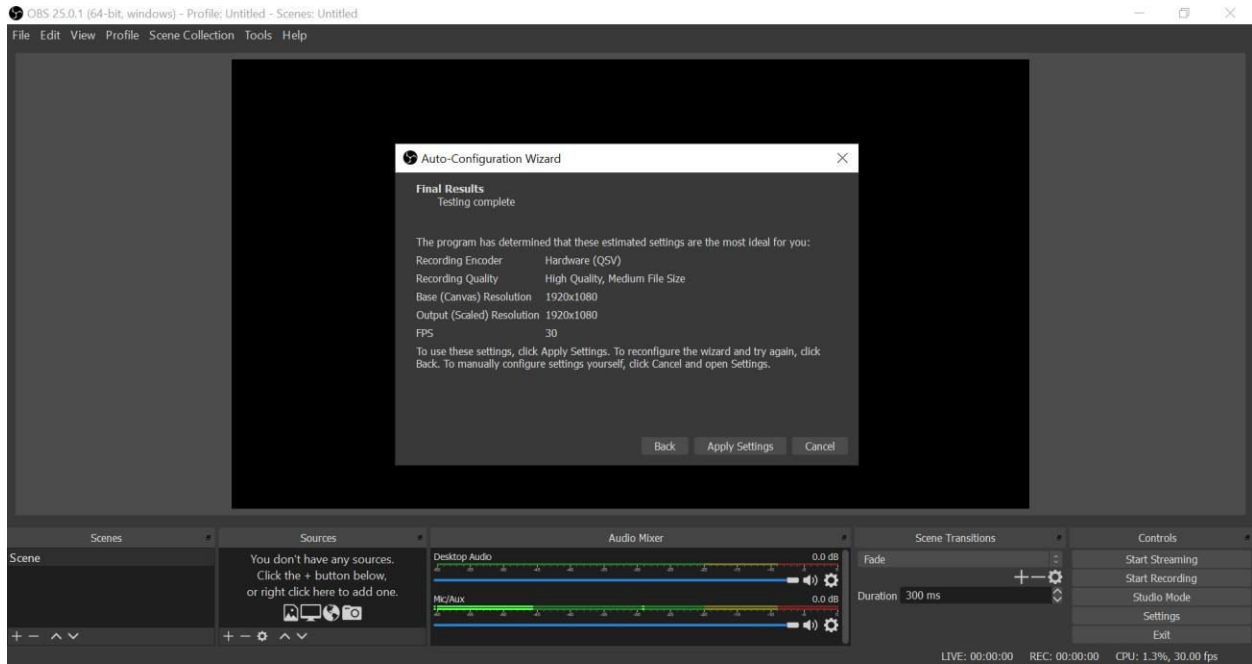 OBS 25.0.1 (64-bit, windows) - Profile: Untitled - Scenes: Untitled
File Edit View Profile Scene Collection Tools Help
Auto-Configuration Wizard
Final Results
Testing complete
The program has determined that these estimated settings are the most ideal for you:
Recording Encoder Hardware (QSV)
Recording Quality High Quality, Medium File Size
Base (Canvas) Resolution 1920x1080
Output (Scaled) Resolution 1920x1080
FPS 30
To use these settings, click Apply Settings. To reconfigure the wizard and try again, click
Back. To manually configure settings yourself, click Cancel and open Settings.
Back Apply Settings Cancel
Scenes
Scene
Sources
You don't have any sources.
Click the + button below,
or right click here to add one.
Audio Mixer
Desktop Audio 0.0 dB
Mic/Aux 0.0 dB
Scene Transitions
Fade
Duration 300 ms
Controls
Start Streaming
Start Recording
Studio Mode
Settings
Exit
LIVE: 00:00:00 REC: 00:00:00 CPU: 1.3%, 30.00 fps